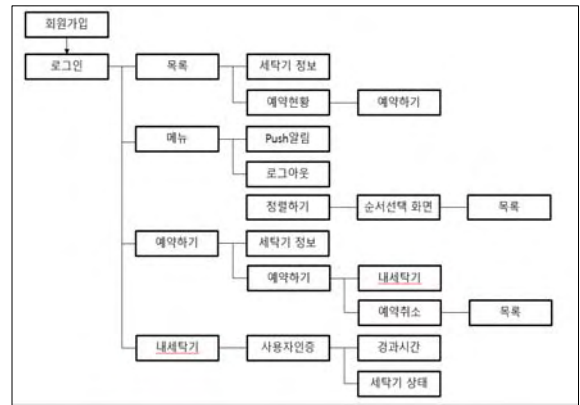 회원가입
로그인 목록 세탁기 정보
예약현황 예약하기
메뉴 Push알림
로그아웃
정렬하기 순서선택 화면 목록
예약하기 세탁기 정보
예약하기 내세탁기
예약취소 목록
내세탁기 사용자인증 경과시간
세탁기 상태